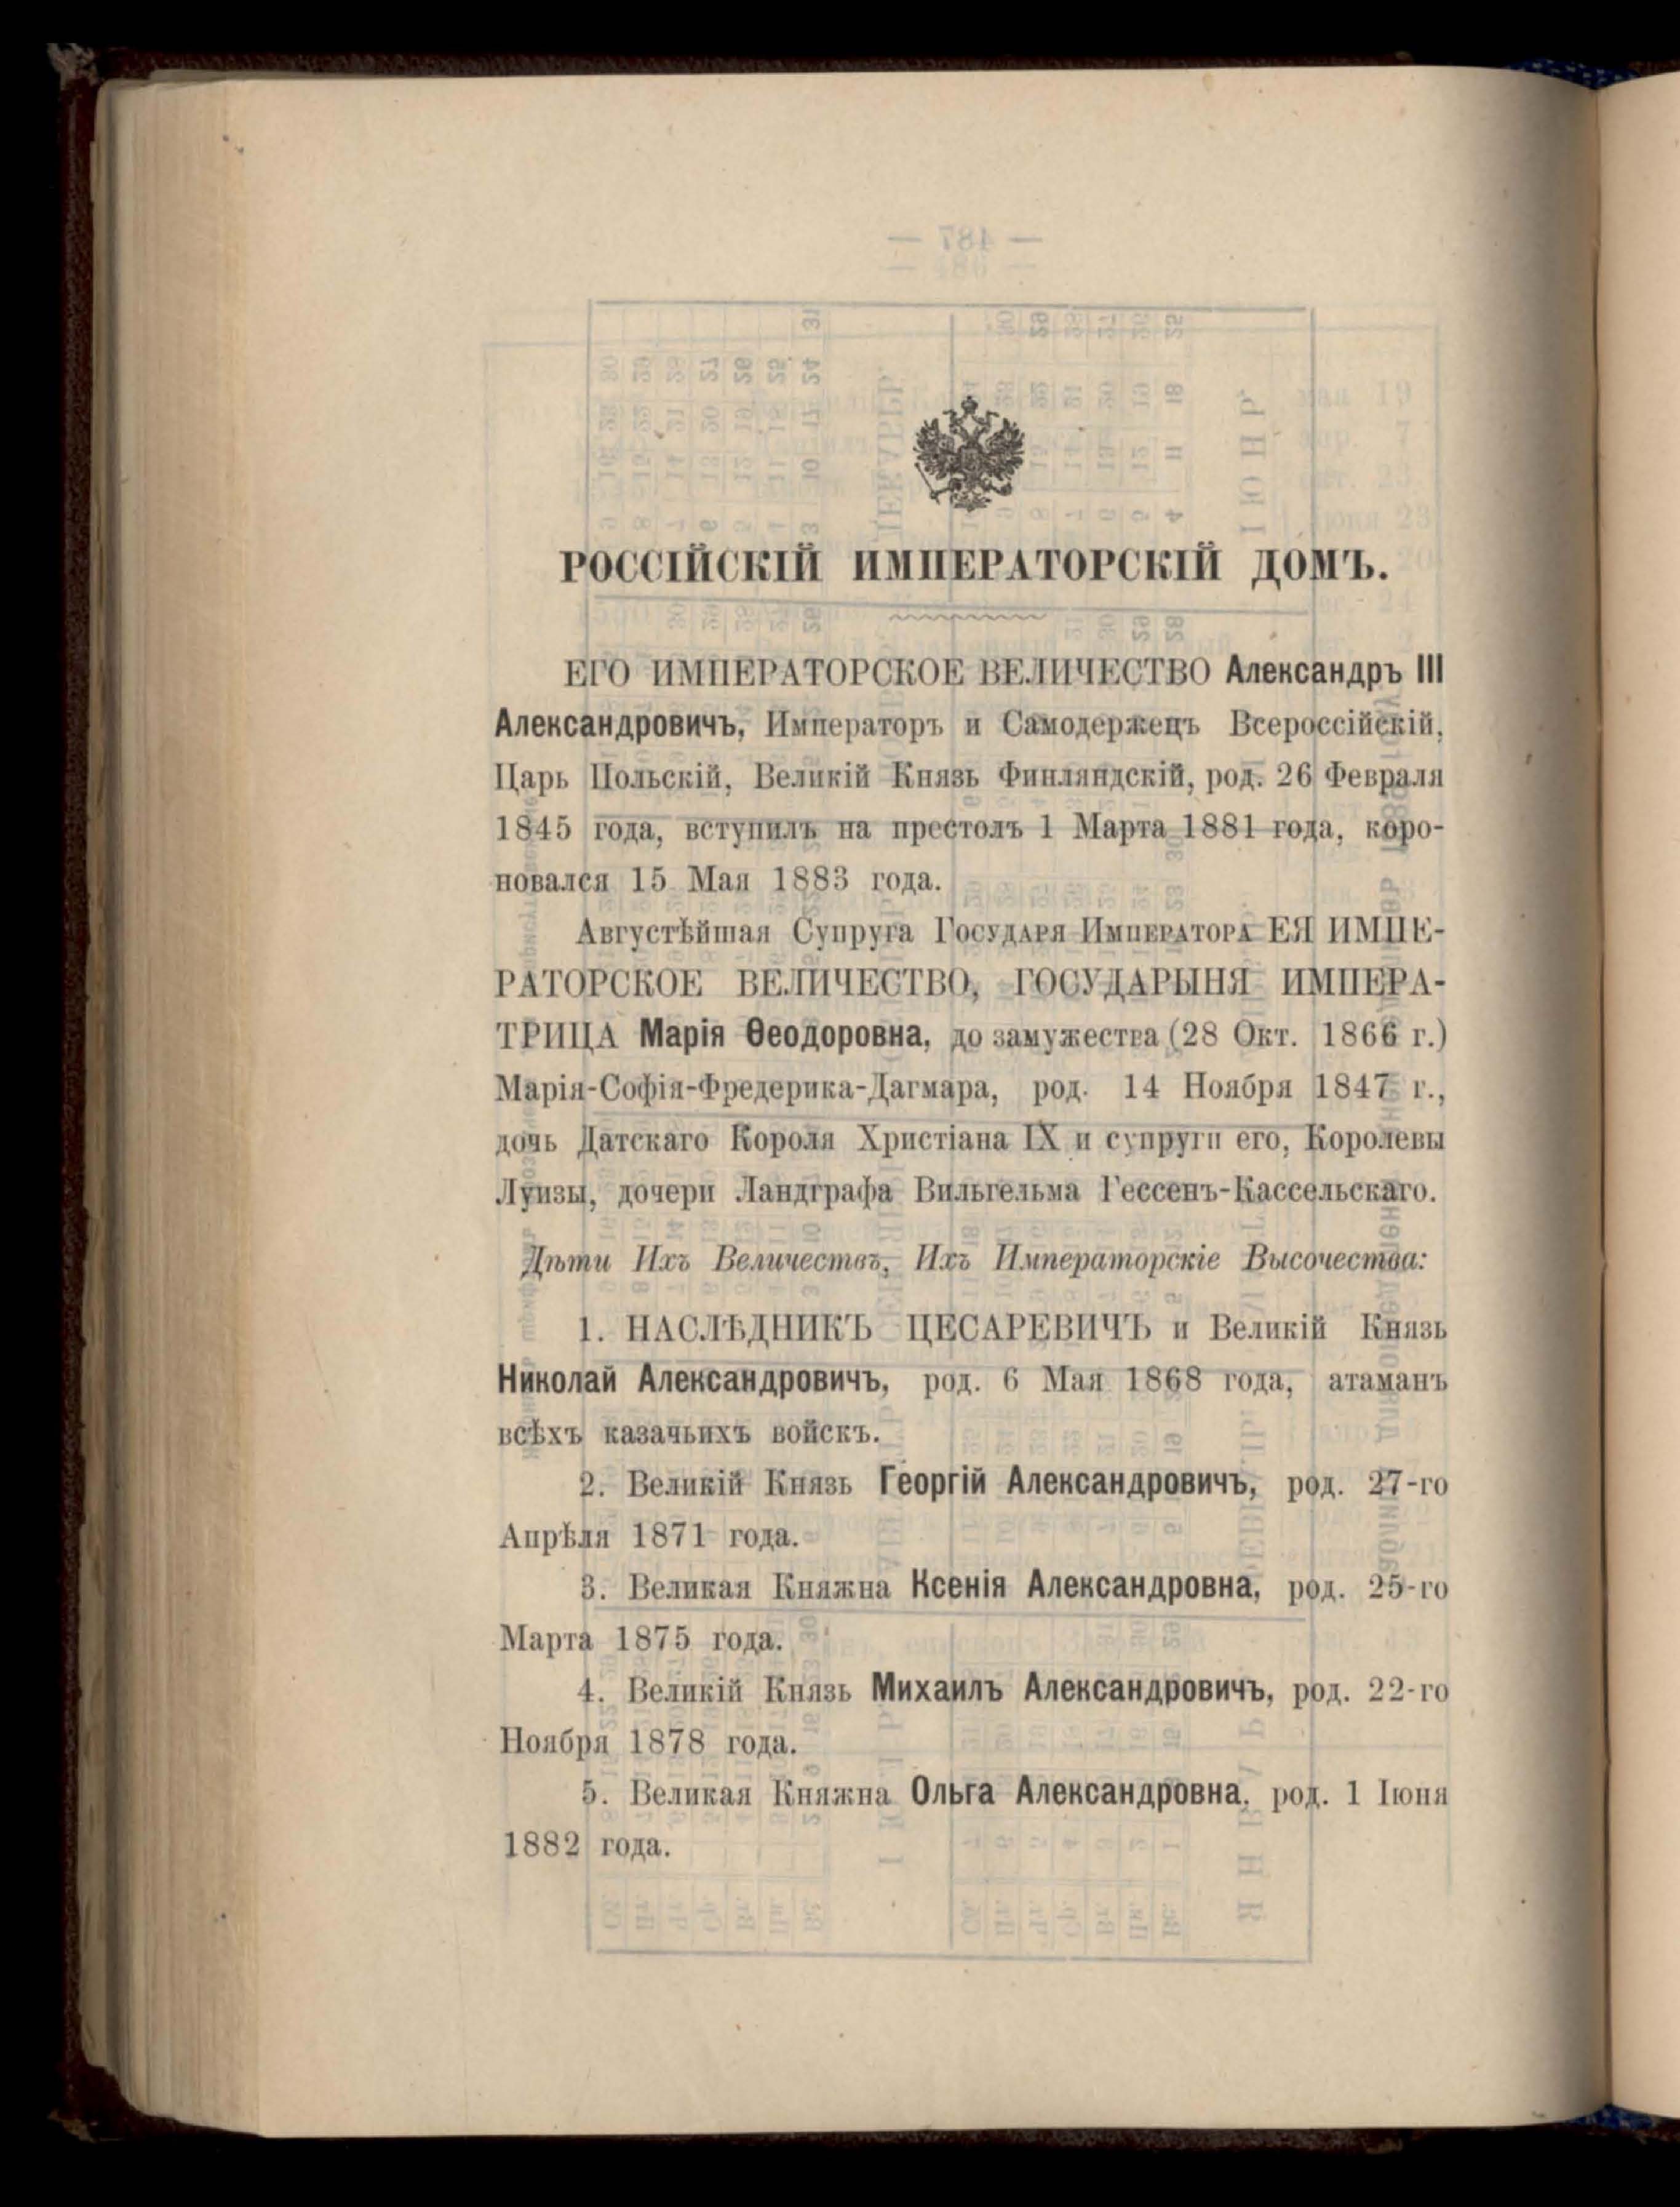 РОССІЙСКІЙ ИМПЕРАТОРСКІЙ ДОМЪ.
ЕГО ИМПЕРАТОРСКОЕ ВЕЛИЧЕСТВО Александръ III
Александровичъ, Императоръ и Самодержецъ Всероссійскій,
Царь Польскій, Великій Князь Финляндскій, род. 26 Февраля
1845 года, вступилъ на престолъ 1 Марта 1881 года, коро-
новался 15 Мая 1883 года.
Августѣйшая Супруга Государя Императора ЕЯ ИМПЕ-
РАТОРСКОЕ ВЕЛИЧЕСТВО, ГОСУДАРЫНЯ ИМПЕРА-
ТРИЦА Марія Ѳеодоровна, до замужества (28 Окт. 1866 г.)
Марія-Софія-Фредерика-Дагмара, род. 14 Ноября 1847 г.,
дочь Датскаго Короля Христіана IX и супруги его, Королевы
Луизы, дочери Ландграфа Вильгельма Гессенъ-Кассельскаго.
Дѣти Ихъ Величествъ, Ихъ Императорскіе Высочества:
1. НАСЛѢДНИКЪ ЦЕСАРЕВИЧЪ и Великій Князь
Николай Александровичъ, род. 6 Мая 1868 года, атаманъ
всѣхъ казачьихъ войскъ.
2. Великій Князь Георгій Александровичъ, род. 27-го
Апрѣля 1871 года.
3. Великая Княжна Ксенія Александровна, род. 25-го
Марта 1875 года.
4. Великій Князь Михаилъ Александровичъ, род. 22-го
Ноября 1878 года.
5. Великая Княжна Ольга Александровна, род. 1 Іюня
1882 года.